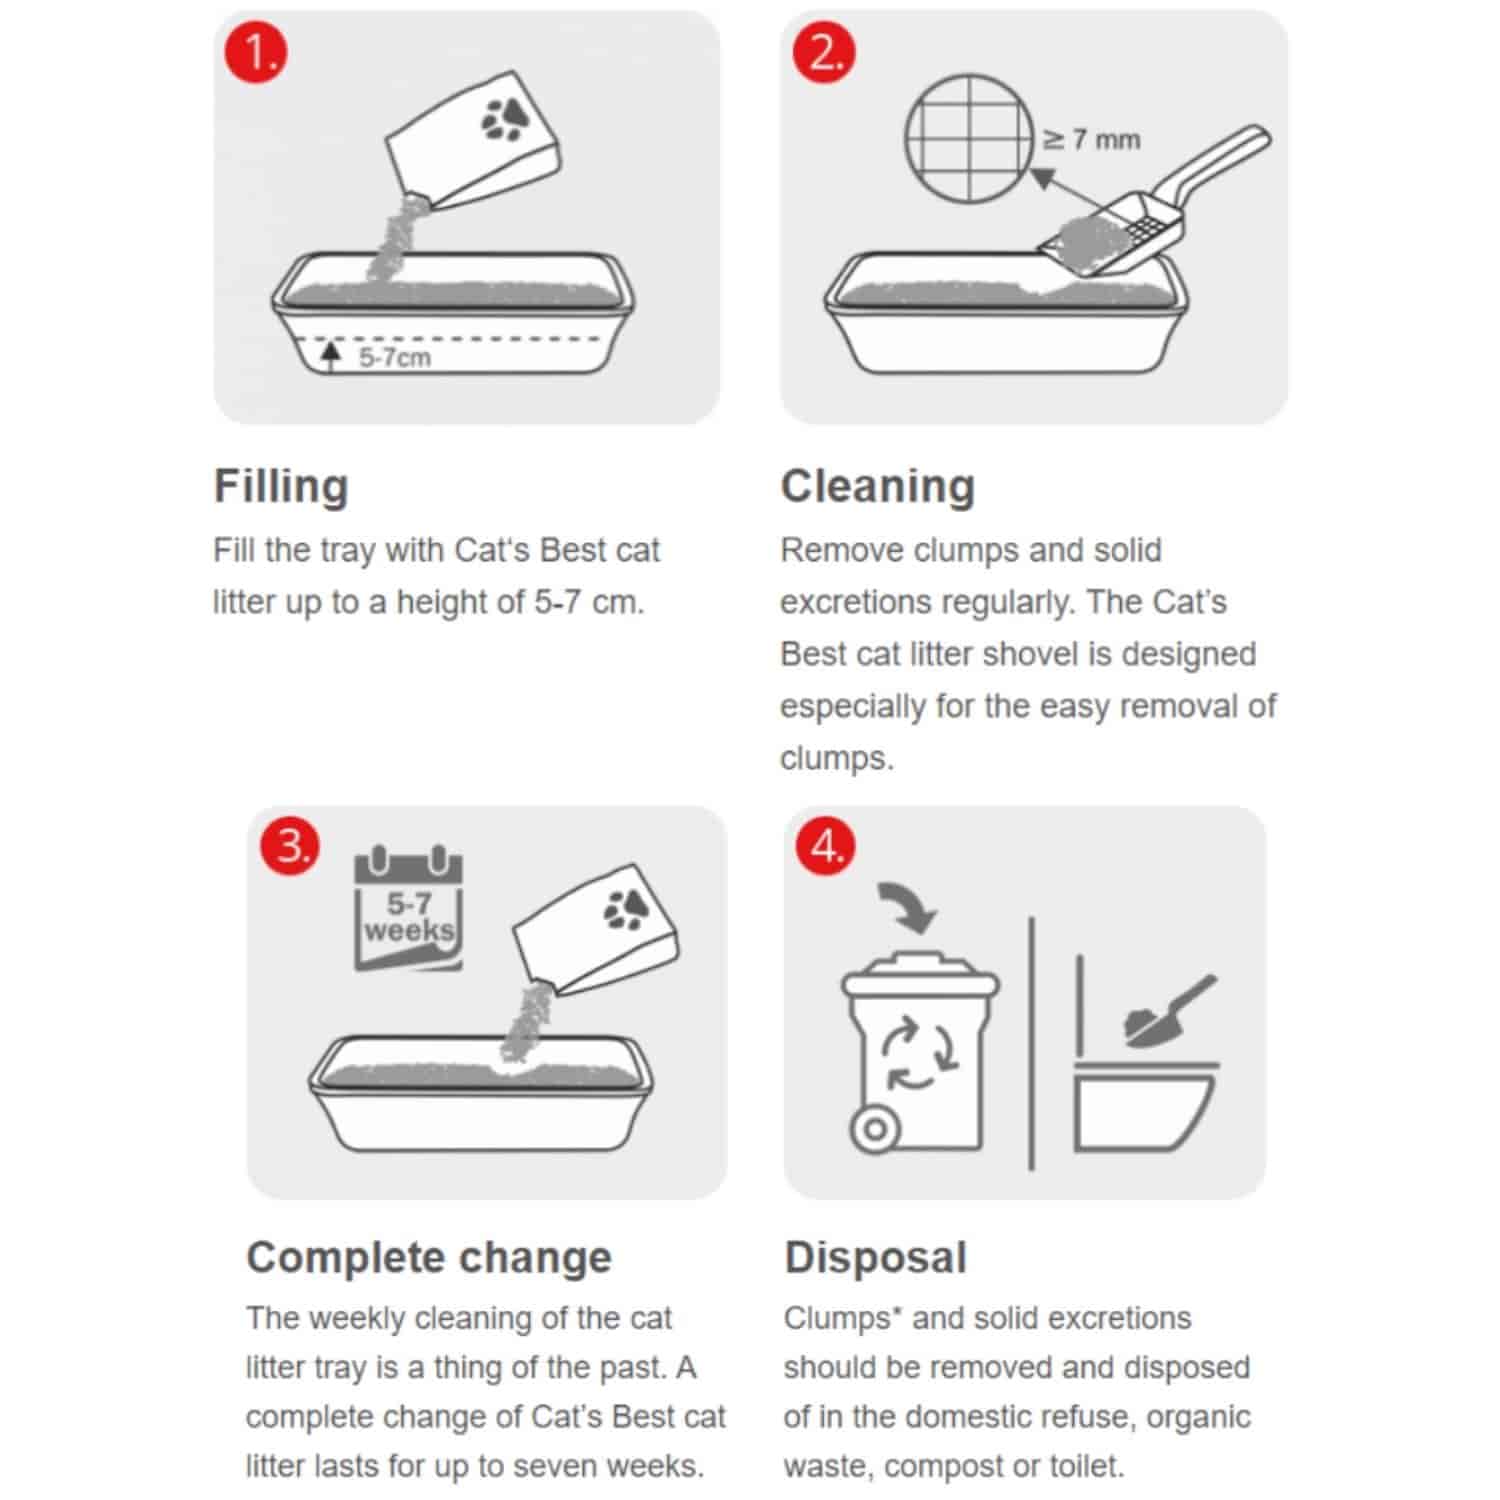 1.
5-7cm
Filling
Fill the tray with Cat‘s Best cat
litter up to a height of 5-7 cm.
2.
≥ 7 mm
Cleaning
Remove clumps and solid
excretions regularly. The Cat’s
Best cat litter shovel is designed
especially for the easy removal of
clumps.
3.
5-7
weeks
Complete change
The weekly cleaning of the cat
litter tray is a thing of the past. A
complete change of Cat’s Best cat
litter lasts for up to seven weeks.
4.
Disposal
Clumps* and solid excretions
should be removed and disposed
of in the domestic refuse, organic
waste, compost or toilet.